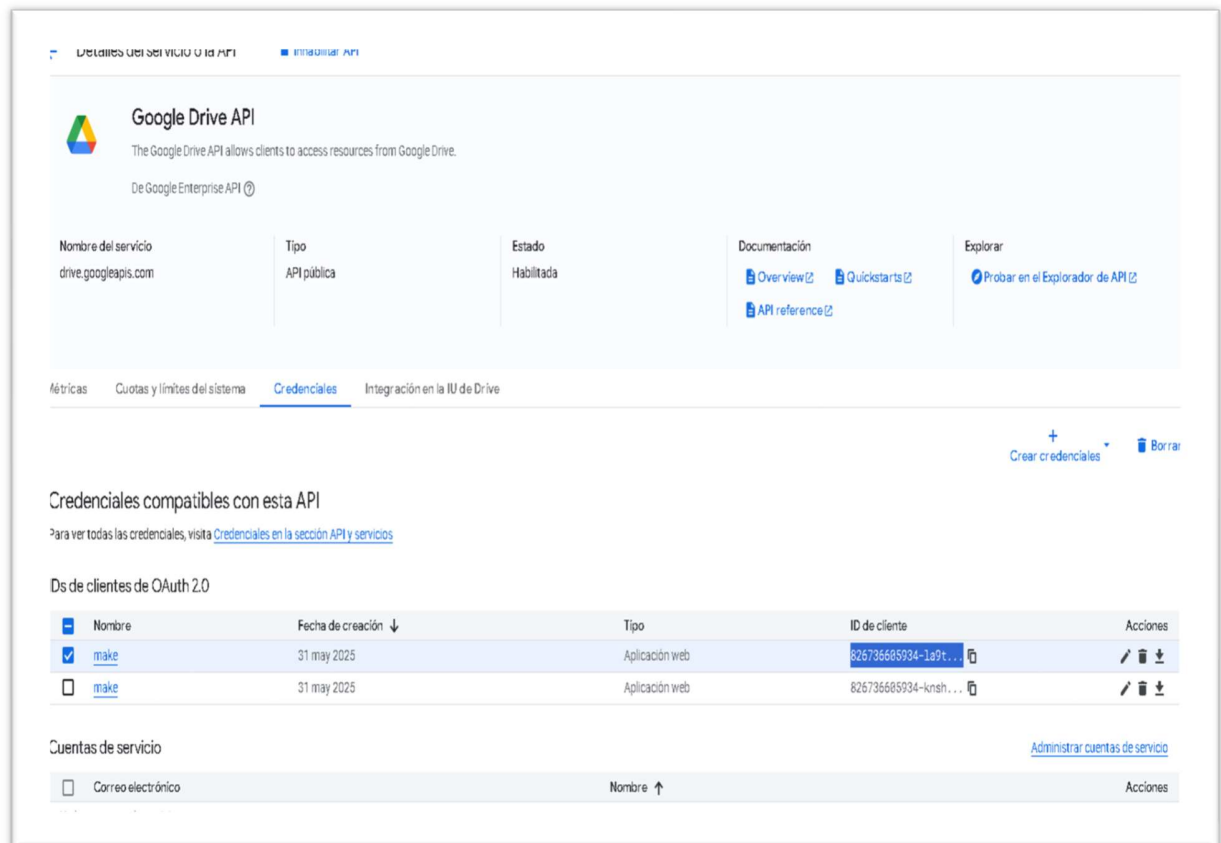 Detalles del servicio o la API Inhabilitar API
Google Drive API
The Google Drive API allows clients to access resources from Google Drive.
De Google Enterprise API
Nombre del servicio Tipo Estado Documentación Explorar
drive.googleapis.com API pública Habilitada Overview Quickstarts Probar en el Explorador de API
API reference
Métricas Cuotas y límites del sistema Credenciales Integración en la IU de Drive
+
Crear credenciales Borrar
Credenciales compatibles con esta API
Para ver todas las credenciales, visita Credenciales en la sección API y servicios
IDs de clientes de OAuth 2.0
Nombre Fecha de creación ↓ Tipo ID de cliente Acciones
make 31 may 2025 Aplicación web 826736605934-la9t...
make 31 may 2025 Aplicación web 826736605934-knsh...
Cuentas de servicio Administrar cuentas de servicio
Correo electrónico Nombre ↑ Acciones